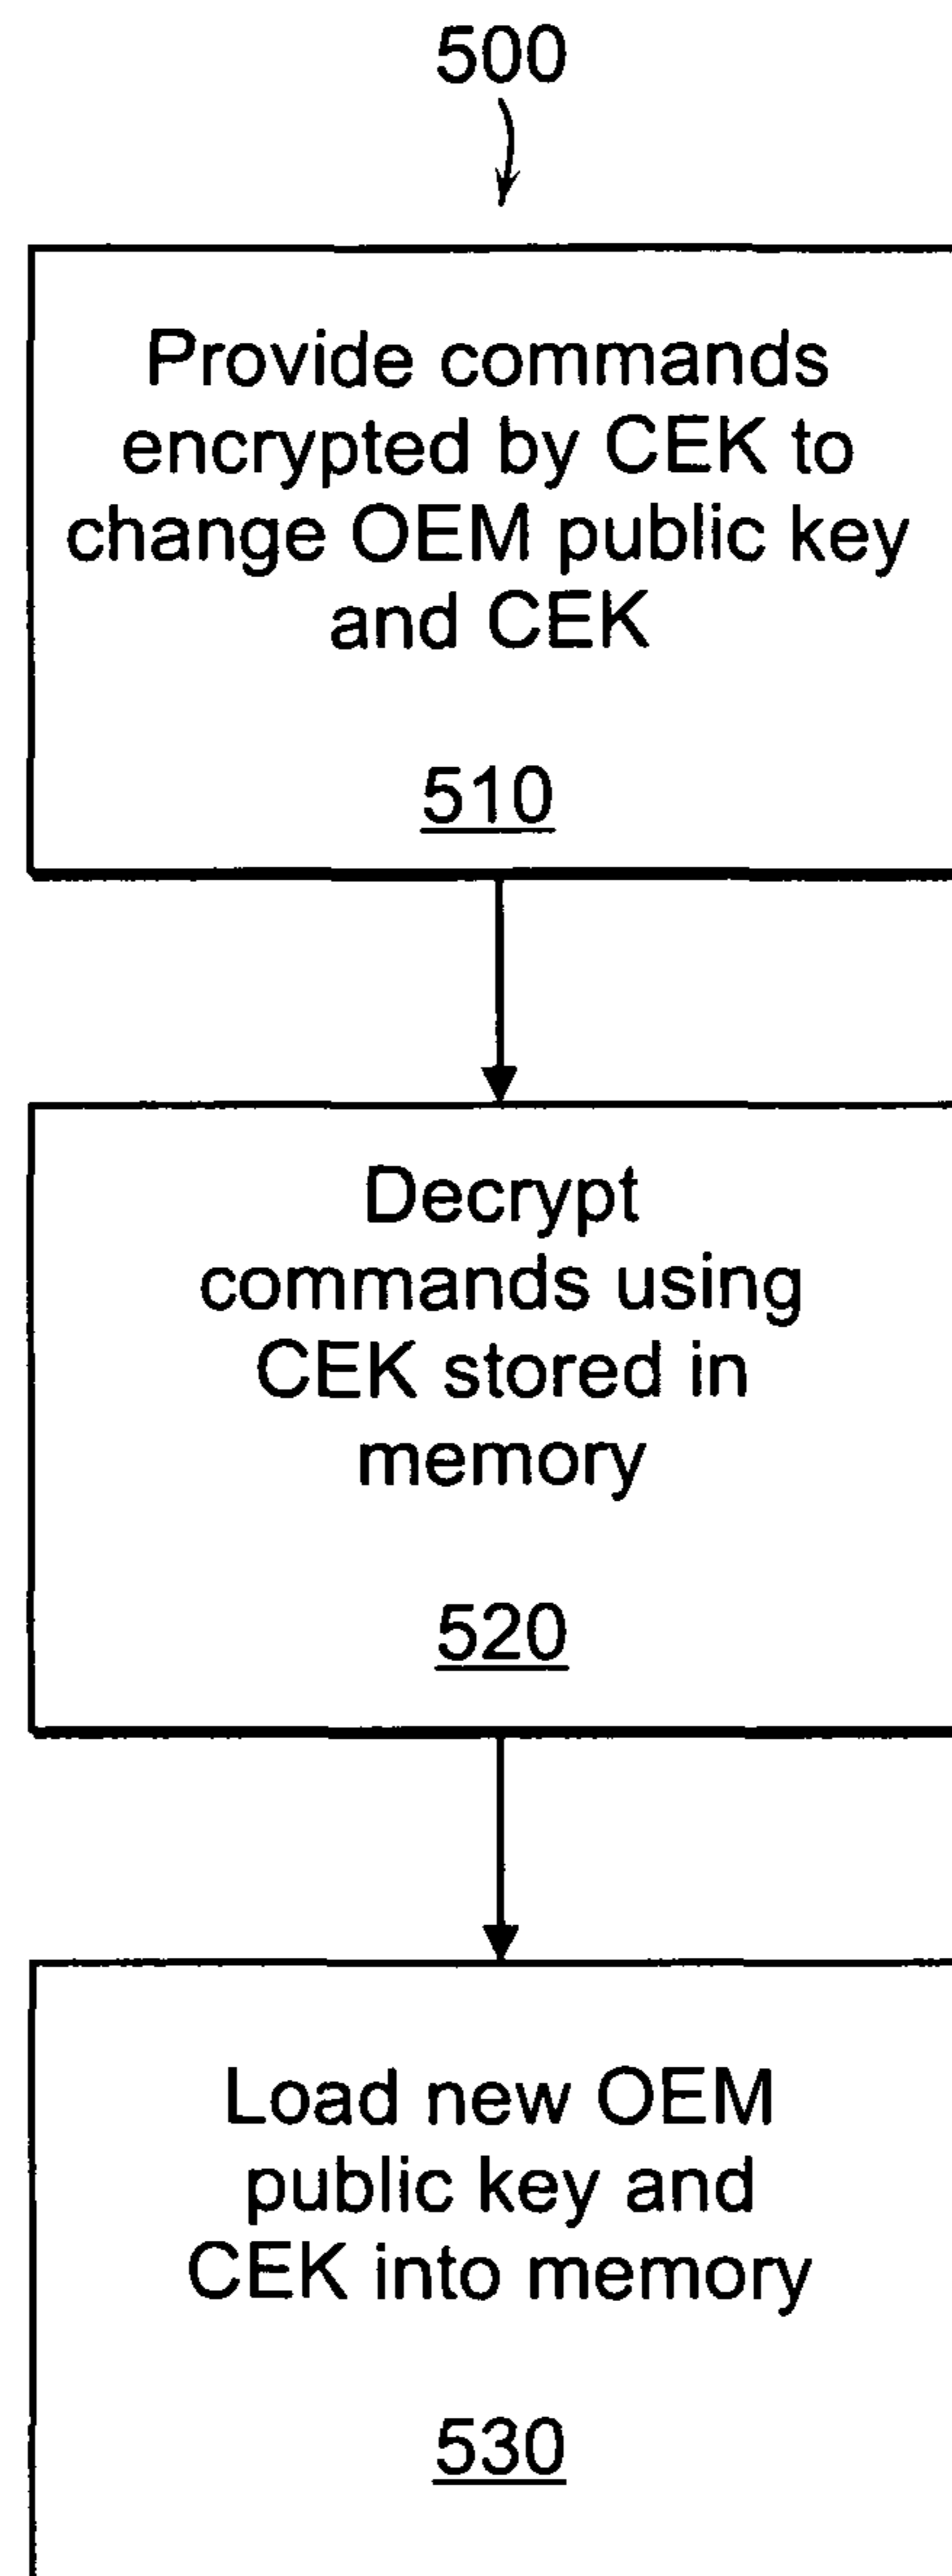 500
Provide commands
encrypted by CEK to
change OEM public key
and CEK
510
Decrypt
commands using
CEK stored in
memory
520
Load new OEM
public key and
CEK into memory
530